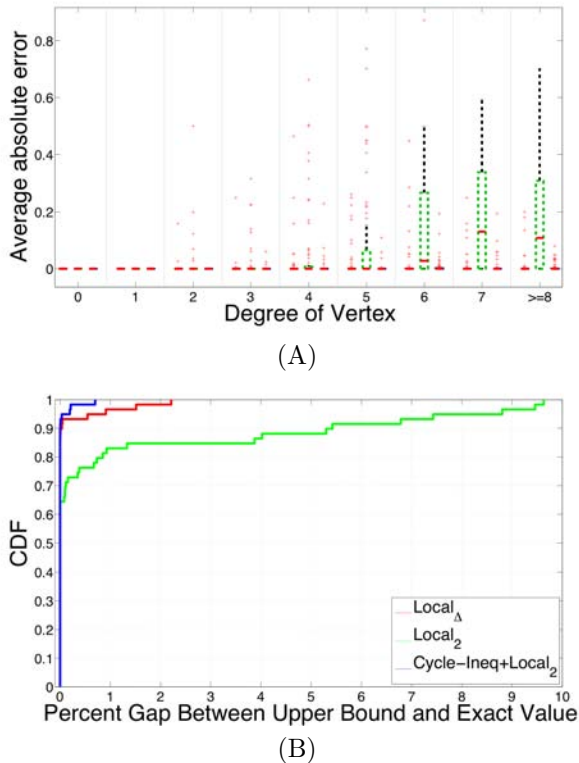 Average absolute error
0.8
0.6
0.4
0.2
0
0 1 2 3 4 5 6 7 >=8
Degree of Vertex
(A)
CDF
1
0.9
0.8
0.7
0.6
0.5
0.4
0.3
0.2
0.1
0
Local_Δ
Local_2
Cycle-Ineq+Local_2
0 1 2 3 4 5 6 7 8 9 10
Percent Gap Between Upper Bound and Exact Value
(B)